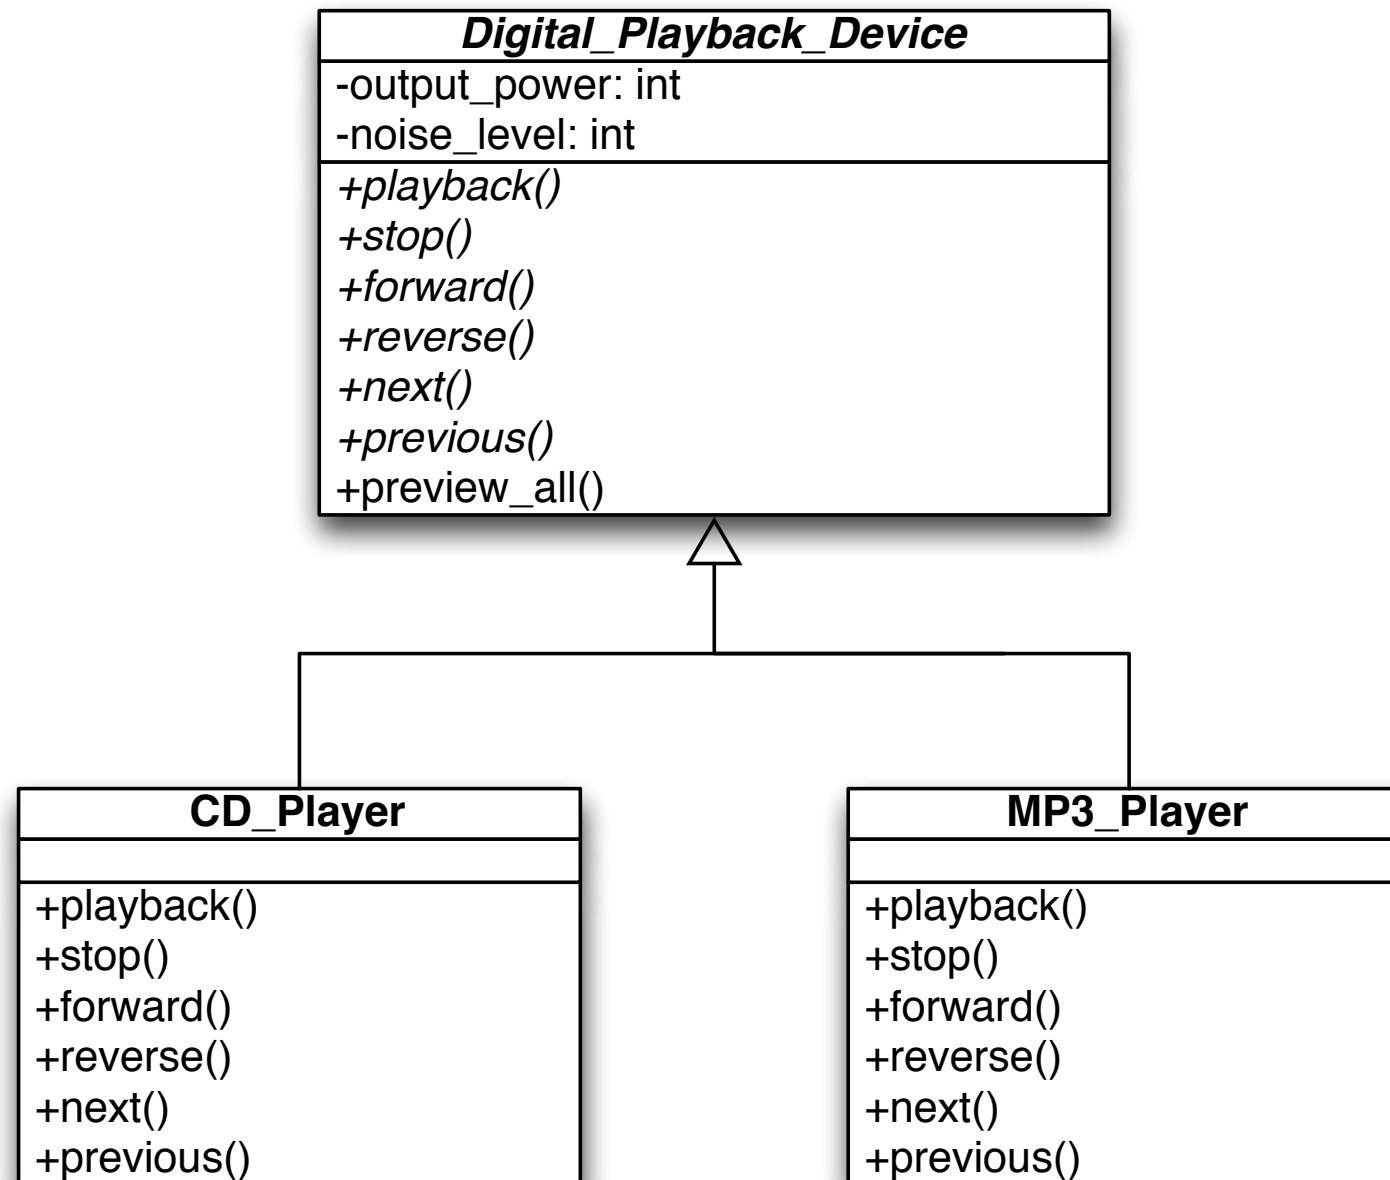 Digital_Playback_Device
-output_power: int
-noise_level: int
+playback()
+stop()
+forward()
+reverse()
+next()
+previous()
+preview_all()
CD_Player
+playback()
+stop()
+forward()
+reverse()
+next()
+previous()
MP3_Player
+playback()
+stop()
+forward()
+reverse()
+next()
+previous()